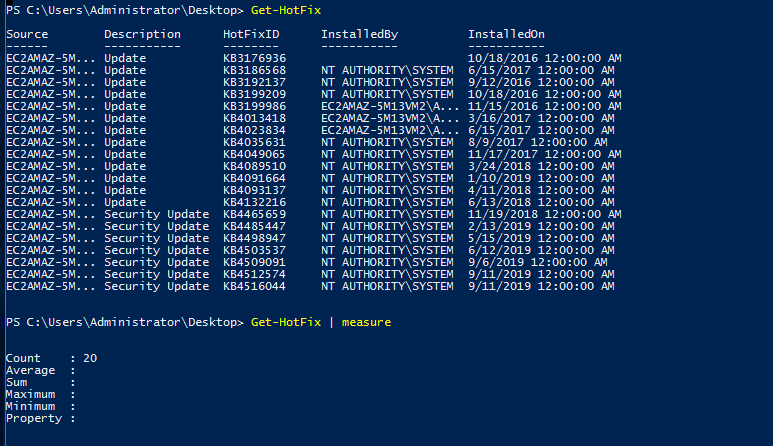 PS C:\Users\Administrator\Desktop> Get-HotFix
Source Description HotFixID InstalledBy InstalledOn
------ ----------- -------- ----------- -----------
EC2AMAZ-5M... Update KB3176936 10/18/2016 12:00:00 AM
EC2AMAZ-5M... Update KB3186568 NT AUTHORITY\SYSTEM 6/15/2017 12:00:00 AM
EC2AMAZ-5M... Update KB3192137 NT AUTHORITY\SYSTEM 9/12/2016 12:00:00 AM
EC2AMAZ-5M... Update KB3199209 NT AUTHORITY\SYSTEM 10/18/2016 12:00:00 AM
EC2AMAZ-5M... Update KB3199986 EC2AMAZ-5M13VM2\A... 11/15/2016 12:00:00 AM
EC2AMAZ-5M... Update KB4013418 EC2AMAZ-5M13VM2\A... 3/16/2017 12:00:00 AM
EC2AMAZ-5M... Update KB4023834 EC2AMAZ-5M13VM2\A... 6/15/2017 12:00:00 AM
EC2AMAZ-5M... Update KB4035631 NT AUTHORITY\SYSTEM 8/9/2017 12:00:00 AM
EC2AMAZ-5M... Update KB4049065 NT AUTHORITY\SYSTEM 11/17/2017 12:00:00 AM
EC2AMAZ-5M... Update KB4089510 NT AUTHORITY\SYSTEM 3/24/2018 12:00:00 AM
EC2AMAZ-5M... Update KB4091664 NT AUTHORITY\SYSTEM 1/10/2019 12:00:00 AM
EC2AMAZ-5M... Update KB4093137 NT AUTHORITY\SYSTEM 4/11/2018 12:00:00 AM
EC2AMAZ-5M... Update KB4132216 NT AUTHORITY\SYSTEM 6/13/2018 12:00:00 AM
EC2AMAZ-5M... Security Update KB4465659 NT AUTHORITY\SYSTEM 11/19/2018 12:00:00 AM
EC2AMAZ-5M... Security Update KB4485447 NT AUTHORITY\SYSTEM 2/13/2019 12:00:00 AM
EC2AMAZ-5M... Security Update KB4498947 NT AUTHORITY\SYSTEM 5/15/2019 12:00:00 AM
EC2AMAZ-5M... Security Update KB4503537 NT AUTHORITY\SYSTEM 6/12/2019 12:00:00 AM
EC2AMAZ-5M... Security Update KB4509091 NT AUTHORITY\SYSTEM 9/6/2019 12:00:00 AM
EC2AMAZ-5M... Security Update KB4512574 NT AUTHORITY\SYSTEM 9/11/2019 12:00:00 AM
EC2AMAZ-5M... Security Update KB4516044 NT AUTHORITY\SYSTEM 9/11/2019 12:00:00 AM
PS C:\Users\Administrator\Desktop> Get-HotFix | measure
Count : 20
Average :
Sum :
Maximum :
Minimum :
Property :